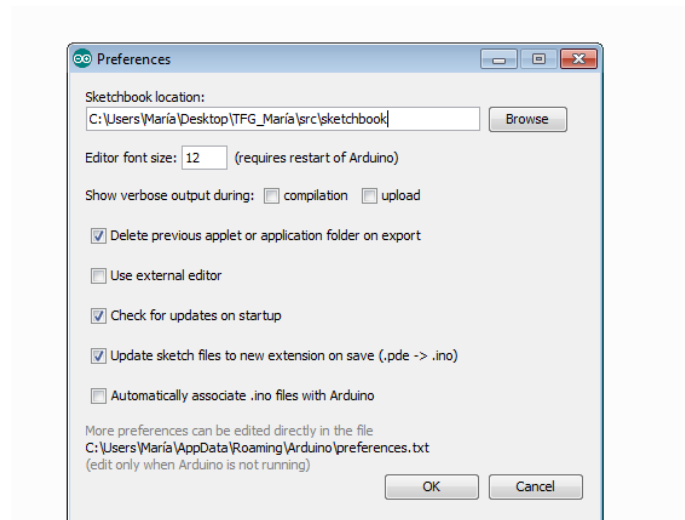 Preferences
Sketchbook location:
C:\Users\María\Desktop\TFG_María\src\sketchbook
Browse
Editor font size: 12 (requires restart of Arduino)
Show verbose output during: compilation upload
Delete previous applet or application folder on export
Use external editor
Check for updates on startup
Update sketch files to new extension on save (.pde -> .ino)
Automatically associate .ino files with Arduino
More preferences can be edited directly in the file
C:\Users\María\AppData\Roaming\Arduino\preferences.txt
(edit only when Arduino is not running)
OK Cancel